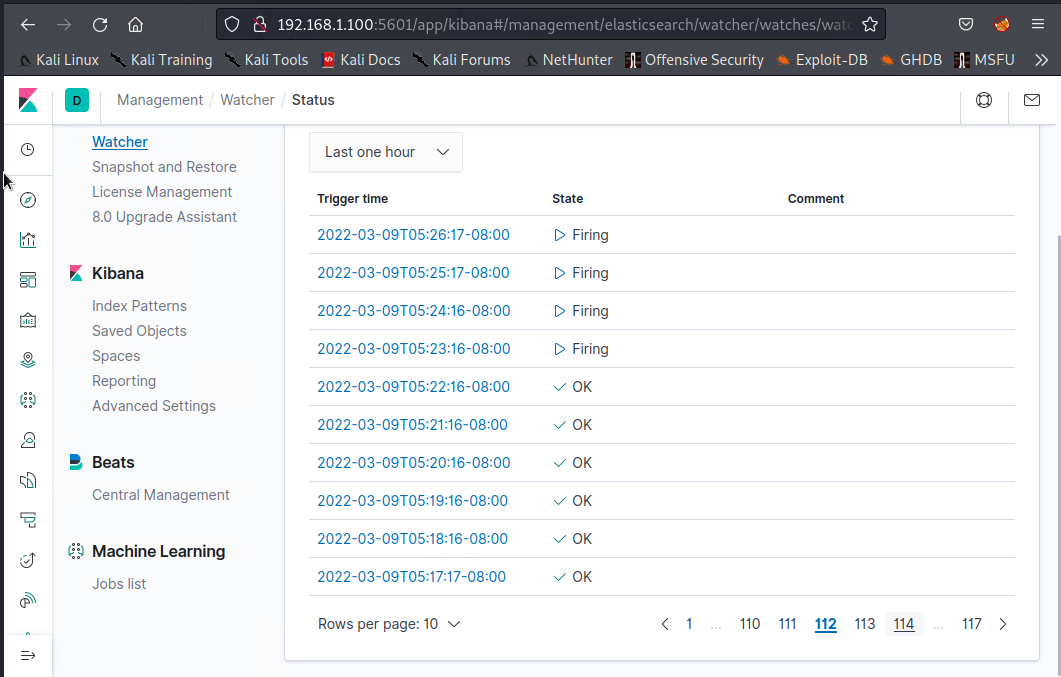 192.168.1.100:5601/app/kibana#/management/elasticsearch/watcher/watches/watc
Kali Linux Kali Training Kali Tools Kali Docs Kali Forums NetHunter Offensive Security Exploit-DB GHDB MSFU
D Management / Watcher / Status
Watcher
Snapshot and Restore
License Management
8.0 Upgrade Assistant
Kibana
Index Patterns
Saved Objects
Spaces
Reporting
Advanced Settings
Beats
Central Management
Machine Learning
Jobs list
Last one hour
Trigger time State Comment
2022-03-09T05:26:17-08:00 Firing
2022-03-09T05:25:17-08:00 Firing
2022-03-09T05:24:16-08:00 Firing
2022-03-09T05:23:16-08:00 Firing
2022-03-09T05:22:16-08:00 OK
2022-03-09T05:21:16-08:00 OK
2022-03-09T05:20:16-08:00 OK
2022-03-09T05:19:16-08:00 OK
2022-03-09T05:18:16-08:00 OK
2022-03-09T05:17:17-08:00 OK
Rows per page: 10 1 ... 110 111 112 113 114 ... 117